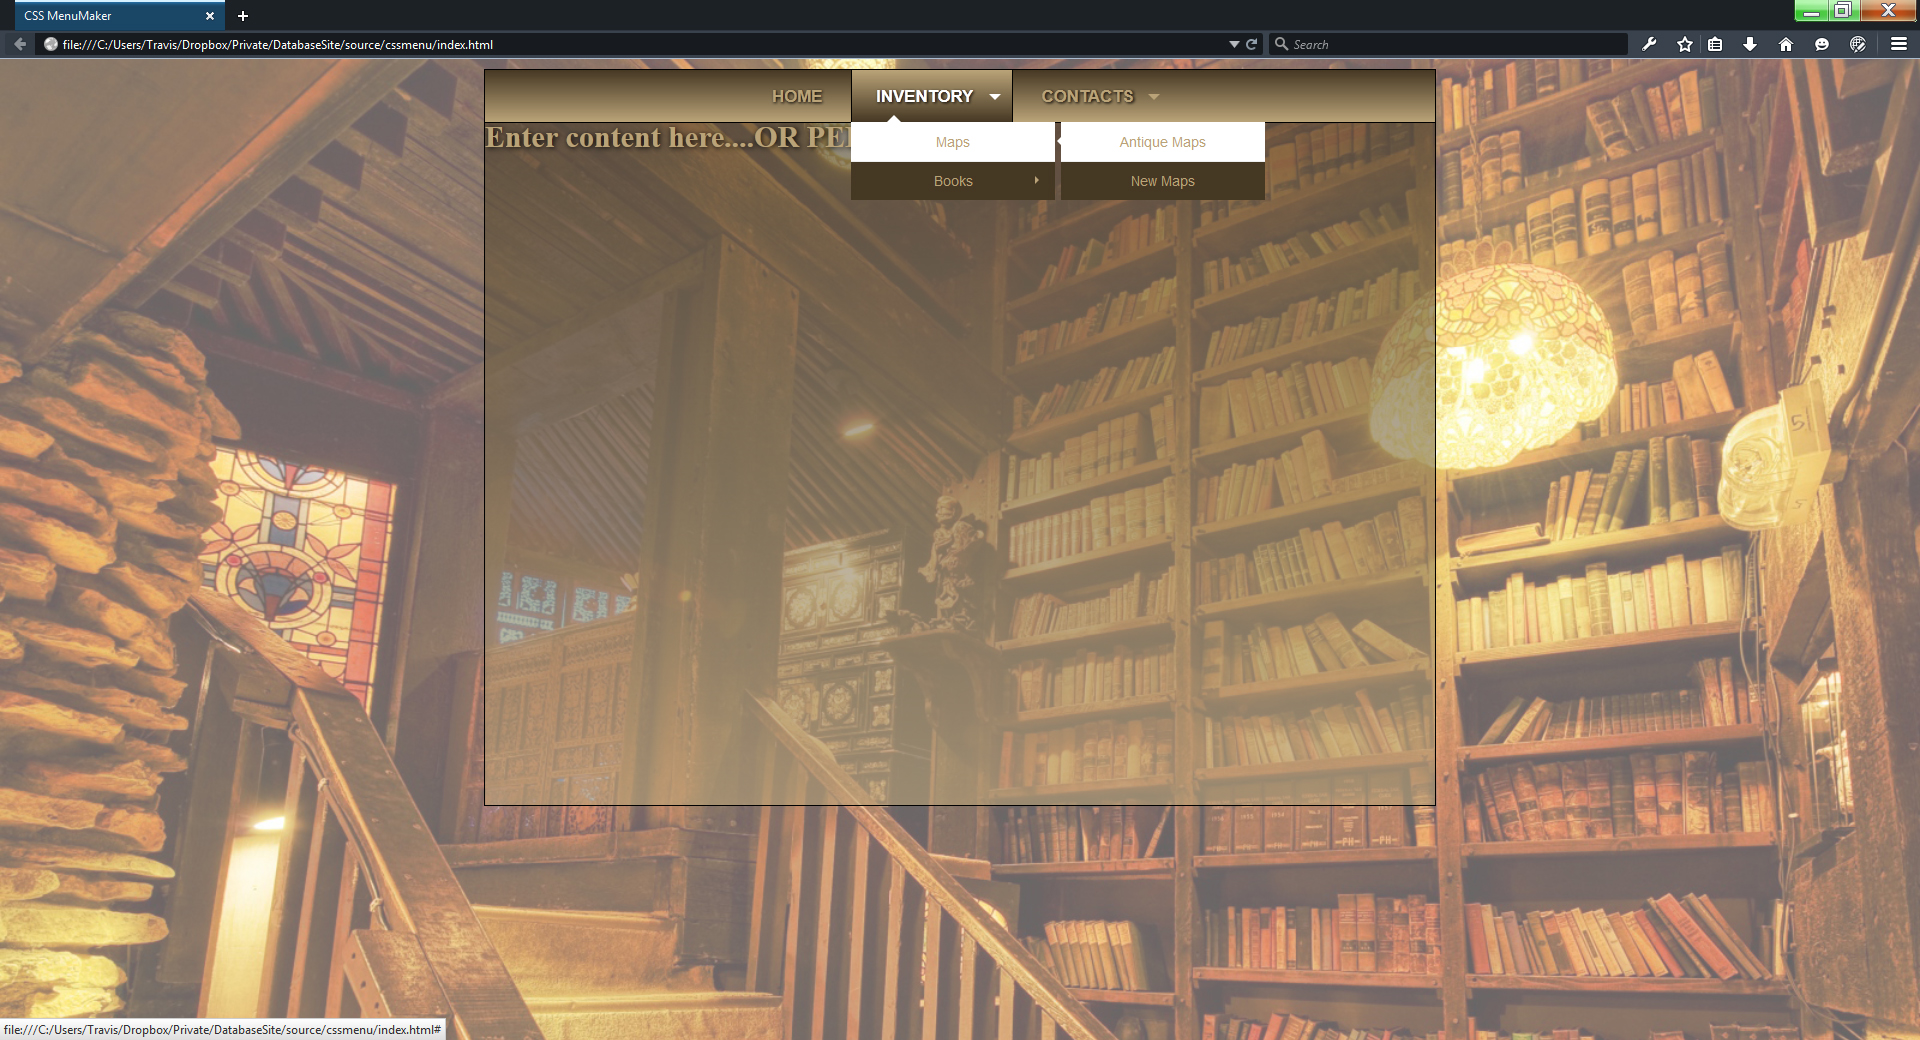 CSS MenuMaker
file:///C:/Users/Travis/Dropbox/Private/DatabaseSite/source/cssmenu/index.html
Search
HOME INVENTORY CONTACTS
Enter content here....OR PE
Maps Antique Maps
Books New Maps
file:///C:/Users/Travis/Dropbox/Private/DatabaseSite/source/cssmenu/index.html#